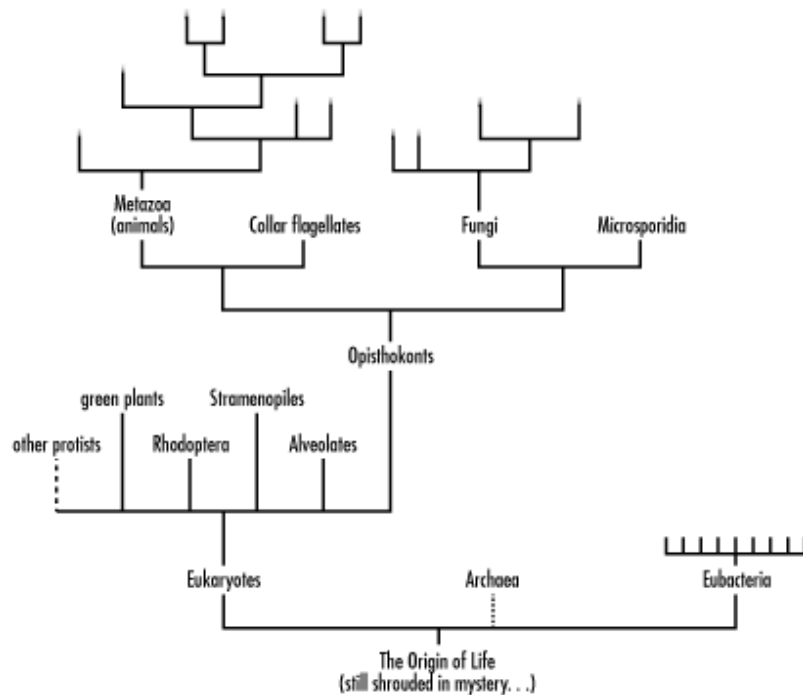 Metazoa
(animals)
Collar flagellates
Fungi
Microsporidia
Opisthokonts
green plants
Stramenopiles
other protists
Rhodoptera
Alveolates
Eukaryotes
Archaea
Eubacteria
The Origin of Life
(still shrouded in mystery. . .)